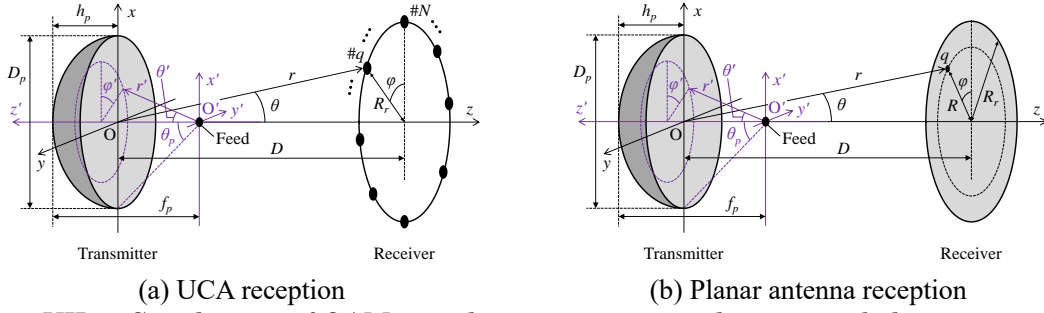 h_p
x
#N
#q
D_p
φ'
r'
θ'
x'
r
φ
z'
O
O'
y'
θ
R_r
z
θ_p
Feed
y
D
f_p
Transmitter
Receiver
(a) UCA reception
h_p
x
D_p
φ'
r'
θ'
x'
r
q
φ
z'
O
O'
y'
θ
R
R_r
z
θ_p
Feed
y
D
f_p
Transmitter
Receiver
(b) Planar antenna reception